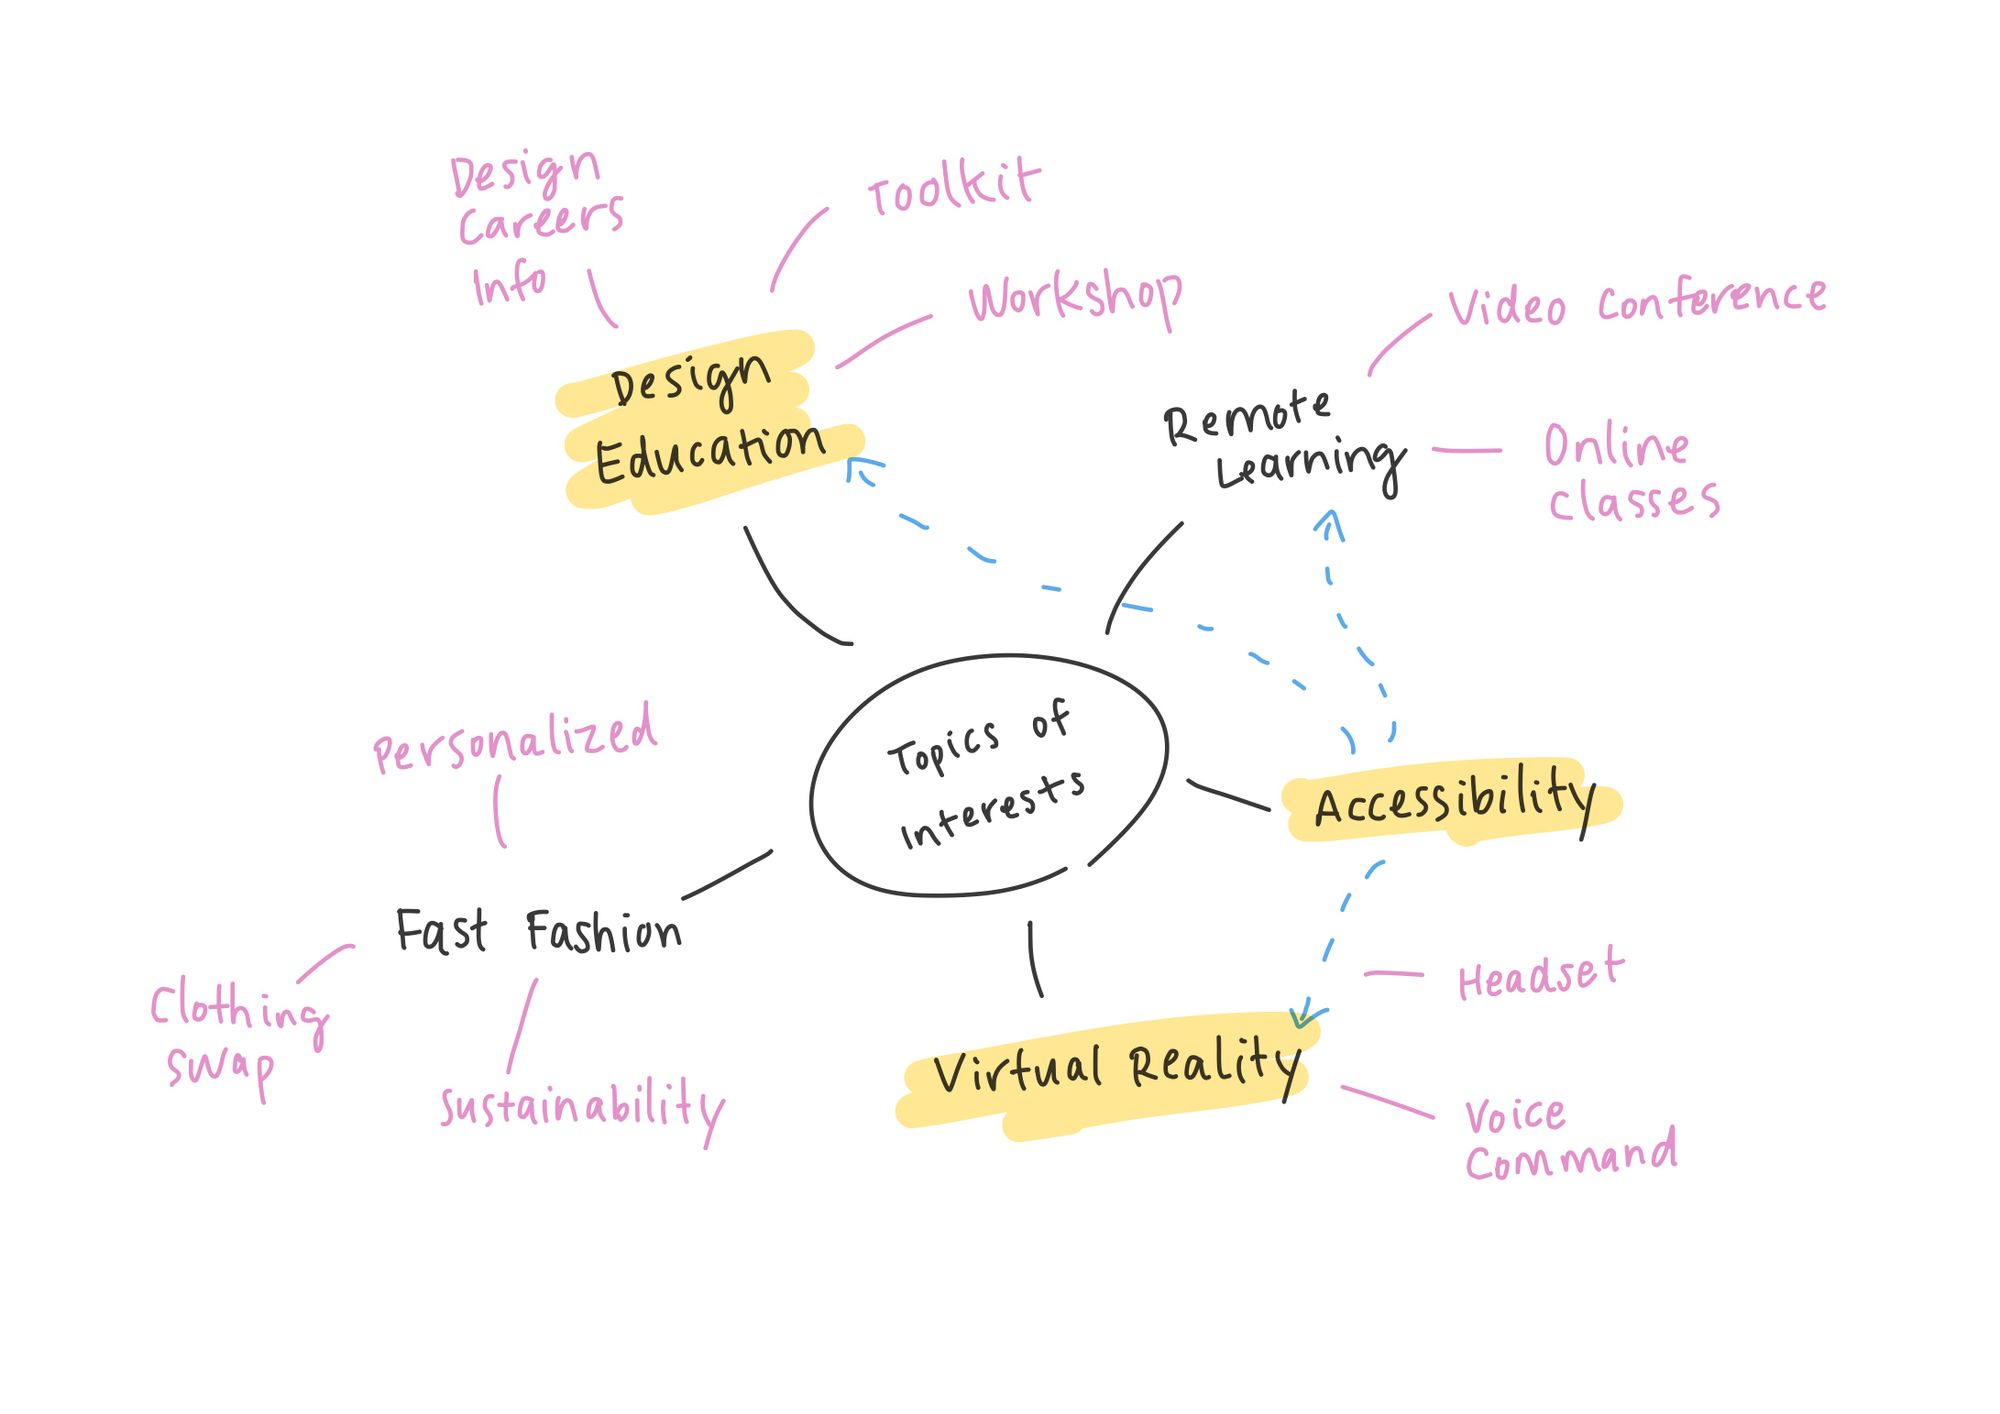 Design
Careers
Info
Toolkit
Workshop
Design
Education
Video Conference
Remote
Learning
Online
Classes
Topics of
Interests
Personalized
Accessibility
Fast Fashion
Clothing
Swap
Sustainability
Headset
Virtual Reality
Voice
Command